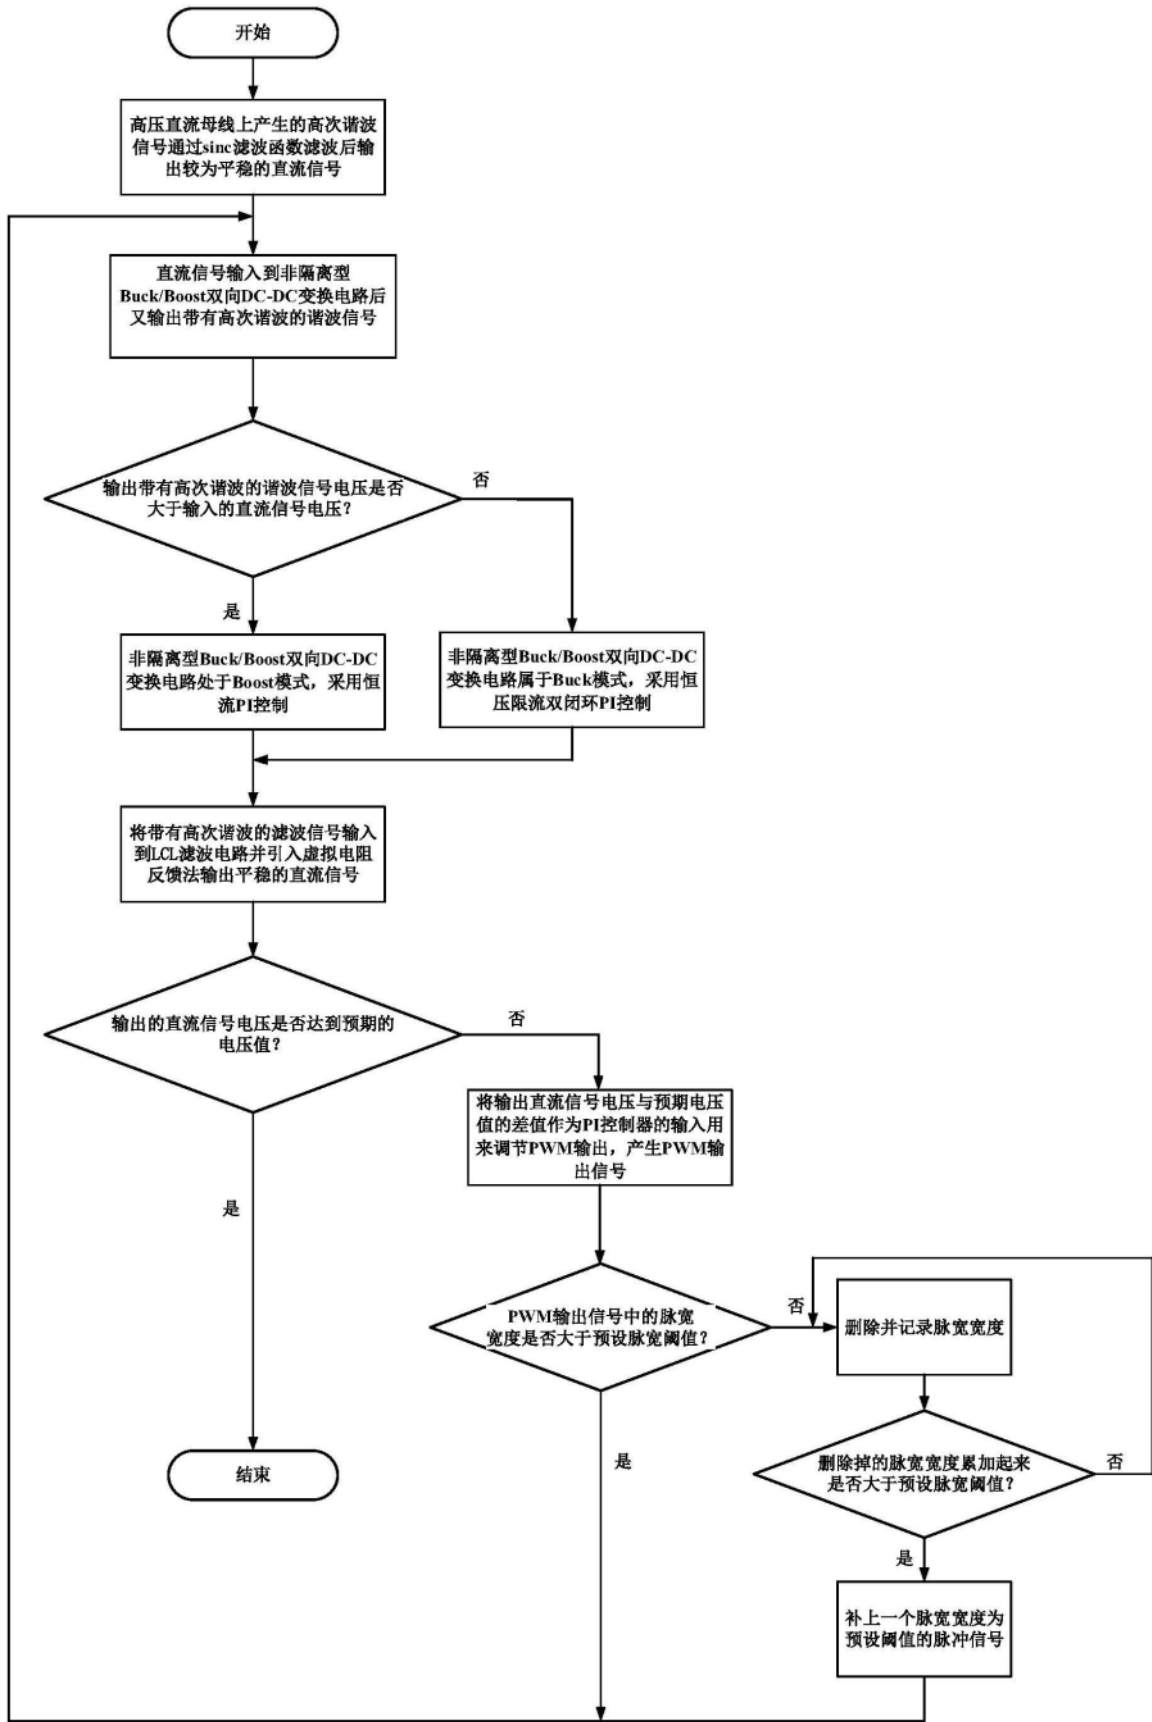 开始
高压直流母线上产生的高次谐波
信号通过sinc滤波函数滤波后输
出较为平稳的直流信号
直流信号输入到非隔离型
Buck/Boost双向DC-DC变换电路后
又输出带有高次谐波的谐波信号
输出带有高次谐波的谐波信号电压是否
大于输入的直流信号电压?
否
是
非隔离型Buck/Boost双向DC-DC
变换电路处于Boost模式，采用恒
流PI控制
非隔离型Buck/Boost双向DC-DC
变换电路属于Buck模式，采用恒
压限流双闭环PI控制
将带有高次谐波的滤波信号输入
到LCL滤波电路并引入虚拟电阻
反馈法输出平稳的直流信号
输出的直流信号电压是否达到预期的
电压值?
否
是
将输出直流信号电压与预期电压
值的差值作为PI控制器的输入用
来调节PWM输出，产生PWM输
出信号
PWM输出信号中的脉宽
宽度是否大于预设脉宽阈值?
否
是
删除并记录脉宽宽度
删除掉的脉宽宽度累加起来
是否大于预设脉宽阈值?
否
是
补上一个脉宽宽度为
预设阈值的脉冲信号
结束